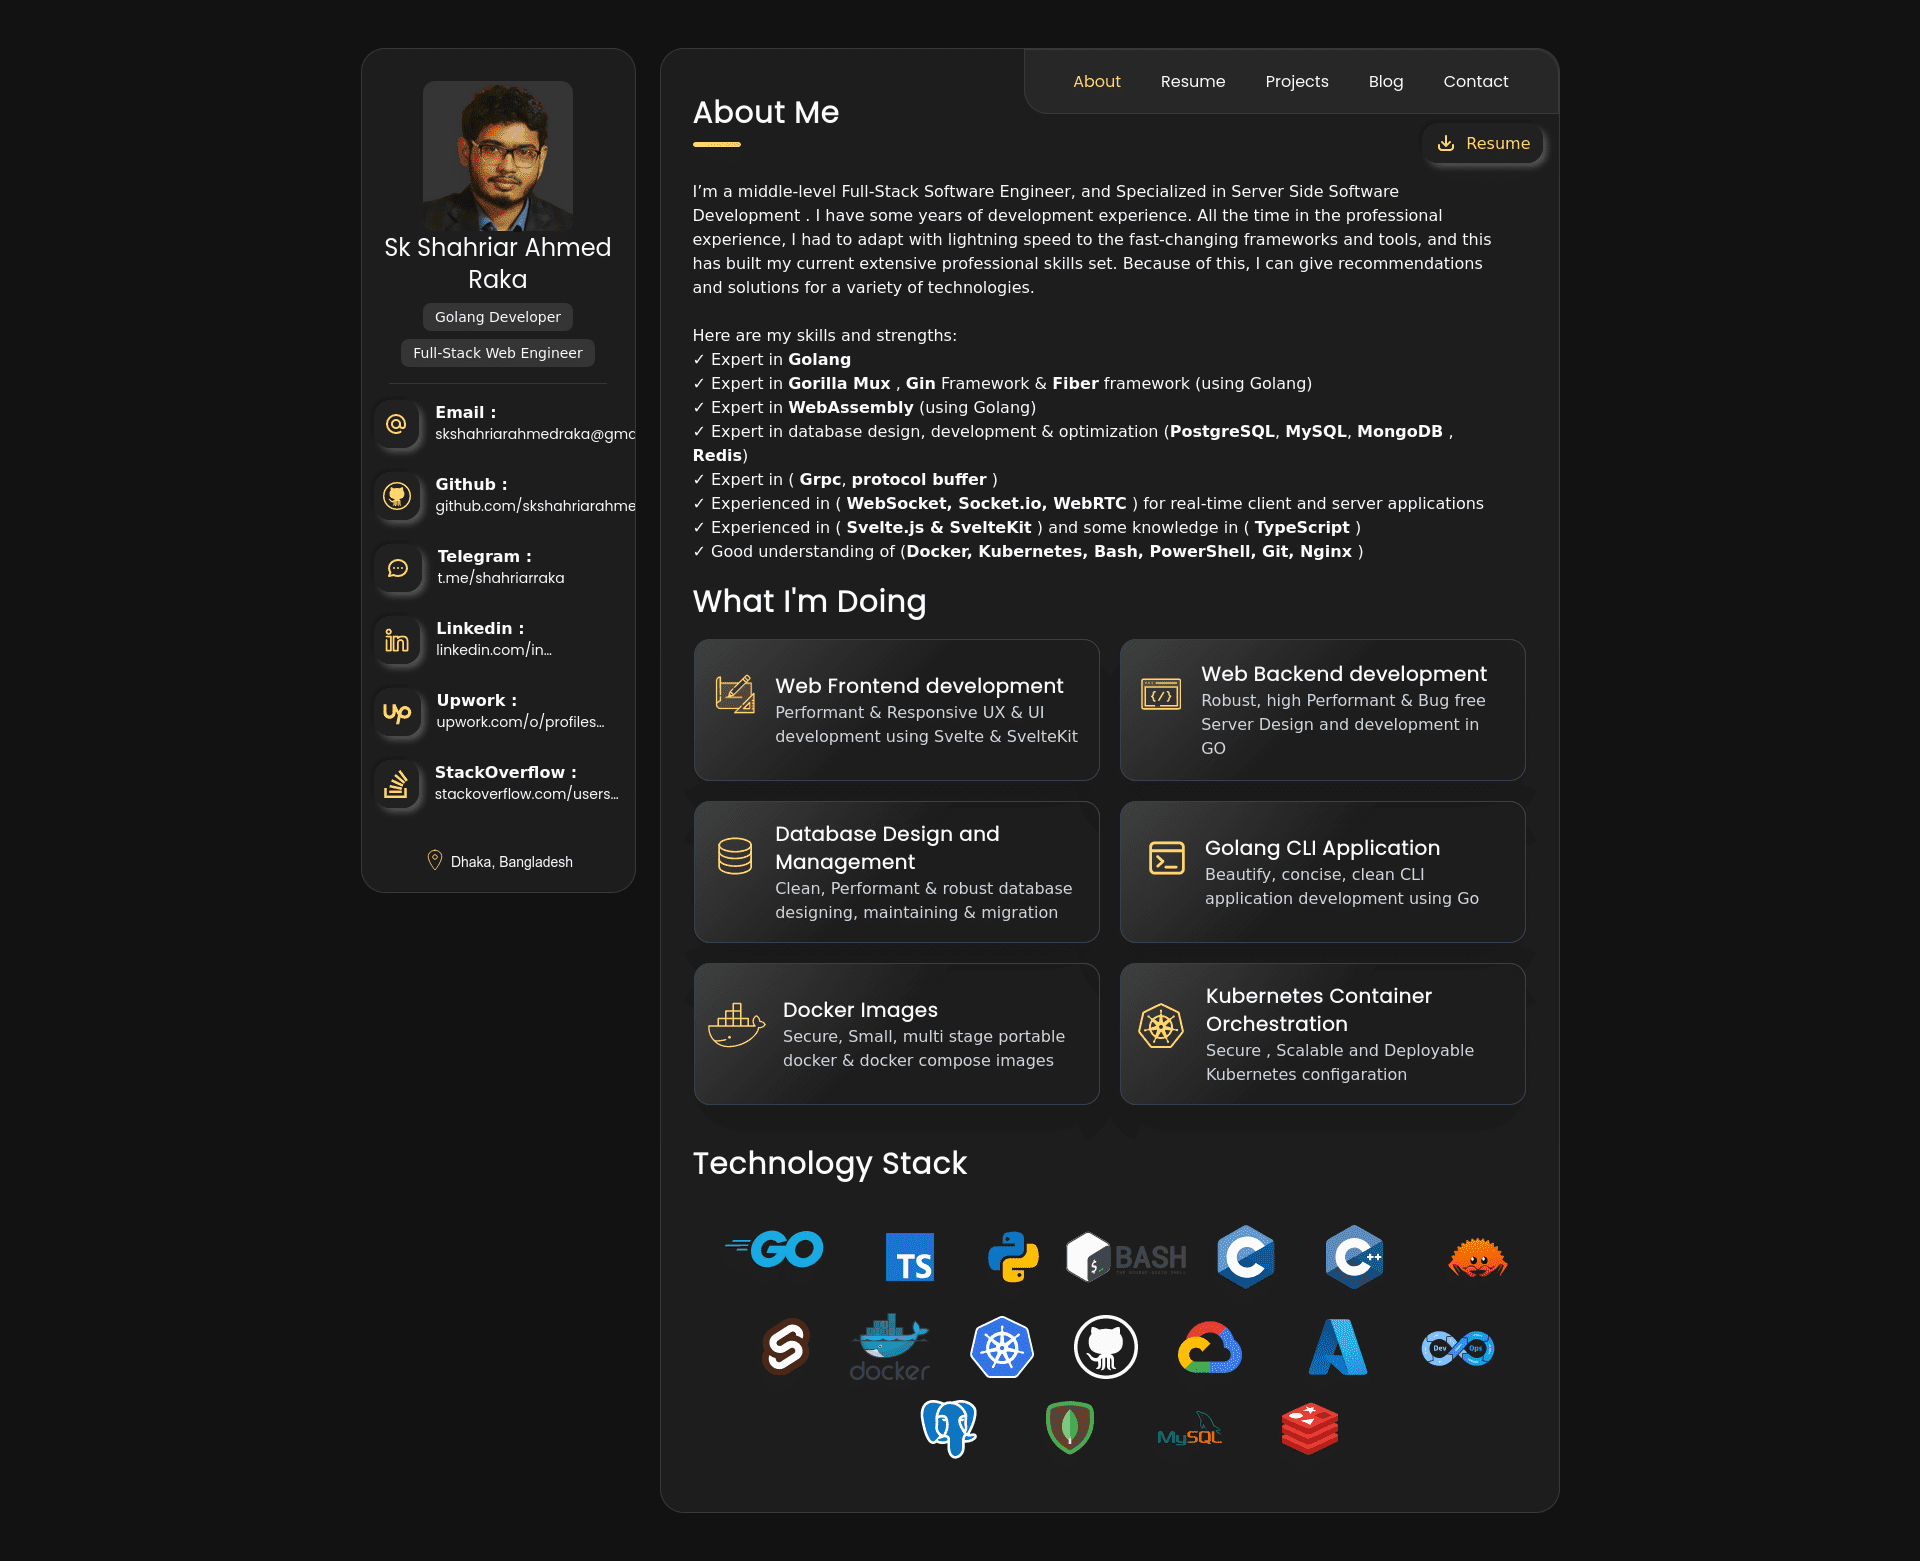 Sk Shahriar Ahmed
Raka
Golang Developer
Full-Stack Web Engineer
Email :
skshahriarahmedraka@gma
Github :
github.com/skshahriarahme
Telegram :
t.me/shahriarraka
Linkedin :
linkedin.com/in...
Upwork :
upwork.com/o/profiles...
StackOverflow :
stackoverflow.com/users...
Dhaka, Bangladesh
About
Resume
Projects
Blog
Contact
About Me
Resume
I’m a middle-level Full-Stack Software Engineer, and Specialized in Server Side Software
Development . I have some years of development experience. All the time in the professional
experience, I had to adapt with lightning speed to the fast-changing frameworks and tools, and this
has built my current extensive professional skills set. Because of this, I can give recommendations
and solutions for a variety of technologies.
Here are my skills and strengths:
✓ Expert in Golang
✓ Expert in Gorilla Mux , Gin Framework & Fiber framework (using Golang)
✓ Expert in WebAssembly (using Golang)
✓ Expert in database design, development & optimization (PostgreSQL, MySQL, MongoDB ,
Redis)
✓ Expert in ( Grpc, protocol buffer )
✓ Experienced in ( WebSocket, Socket.io, WebRTC ) for real-time client and server applications
✓ Experienced in ( Svelte.js & SvelteKit ) and some knowledge in ( TypeScript )
✓ Good understanding of (Docker, Kubernetes, Bash, PowerShell, Git, Nginx )
What I'm Doing
Web Frontend development
Performant & Responsive UX & UI
development using Svelte & SvelteKit
Web Backend development
Robust, high Performant & Bug free
Server Design and development in
GO
Database Design and
Management
Clean, Performant & robust database
designing, maintaining & migration
Golang CLI Application
Beautify, concise, clean CLI
application development using Go
Docker Images
Secure, Small, multi stage portable
docker & docker compose images
Kubernetes Container
Orchestration
Secure , Scalable and Deployable
Kubernetes configaration
Technology Stack
GO
TS
BASH
C
C++
docker
Dev Ops
MySQL